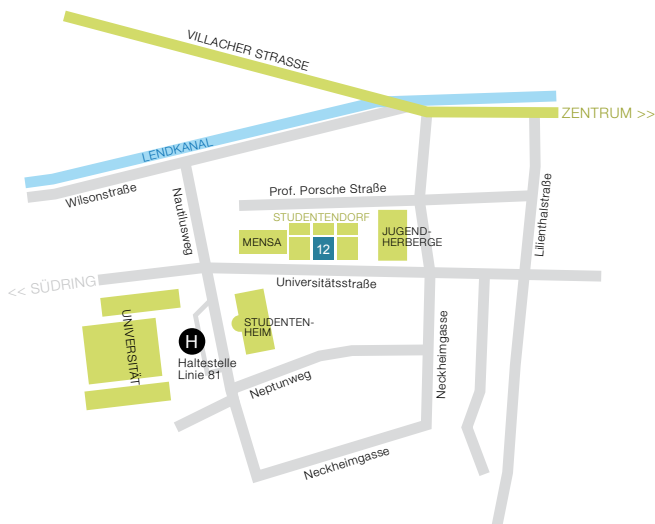 VILLACHER STRASSE
ZENTRUM >>
LENDKANAL
Wilsonstraße
Nautilusweg
Prof. Porsche Straße
Lilienthalstraße
STUDENTENDORF
MENSA
12
JUGEND-
HERBERGE
<< SÜDRING
Universitätsstraße
UNIVERSITÄT
STUDENTEN-
HEIM
H
Haltestelle
Linie 81
Neptunweg
Neckheimgasse
Neckheimgasse